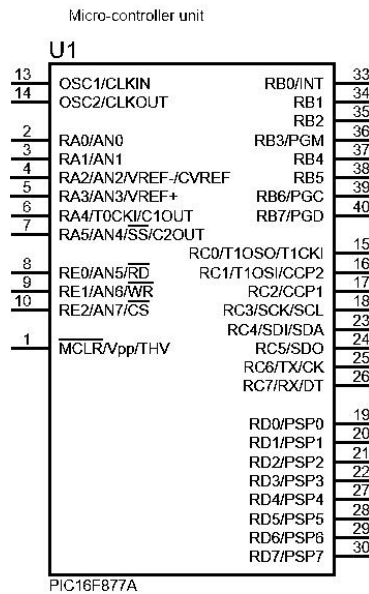 Micro-controller unit
U1
13 OSC1/CLKIN RB0/INT 33
14 OSC2/CLKOUT RB1 34
RB2 35
2 RA0/AN0 RB3/PGM 36
3 RA1/AN1 RB4 37
4 RA2/AN2/VREF-/CVREF RB5 38
5 RA3/AN3/VREF+ RB6/PGC 39
6 RA4/T0CKI/C1OUT RB7/PGD 40
7 RA5/AN4/SS/C2OUT
RC0/T1OSO/T1CKI 15
8 RE0/AN5/RD RC1/T1OSI/CCP2 16
9 RE1/AN6/WR RC2/CCP1 17
10 RE2/AN7/CS RC3/SCK/SCL 18
RC4/SDI/SDA 23
1 MCLR/Vpp/THV RC5/SDO 24
RC6/TX/CK 25
RC7/RX/DT 26
RD0/PSP0 19
RD1/PSP1 20
RD2/PSP2 21
RD3/PSP3 22
RD4/PSP4 27
RD5/PSP5 28
RD6/PSP6 29
RD7/PSP7 30
PIC16F877A